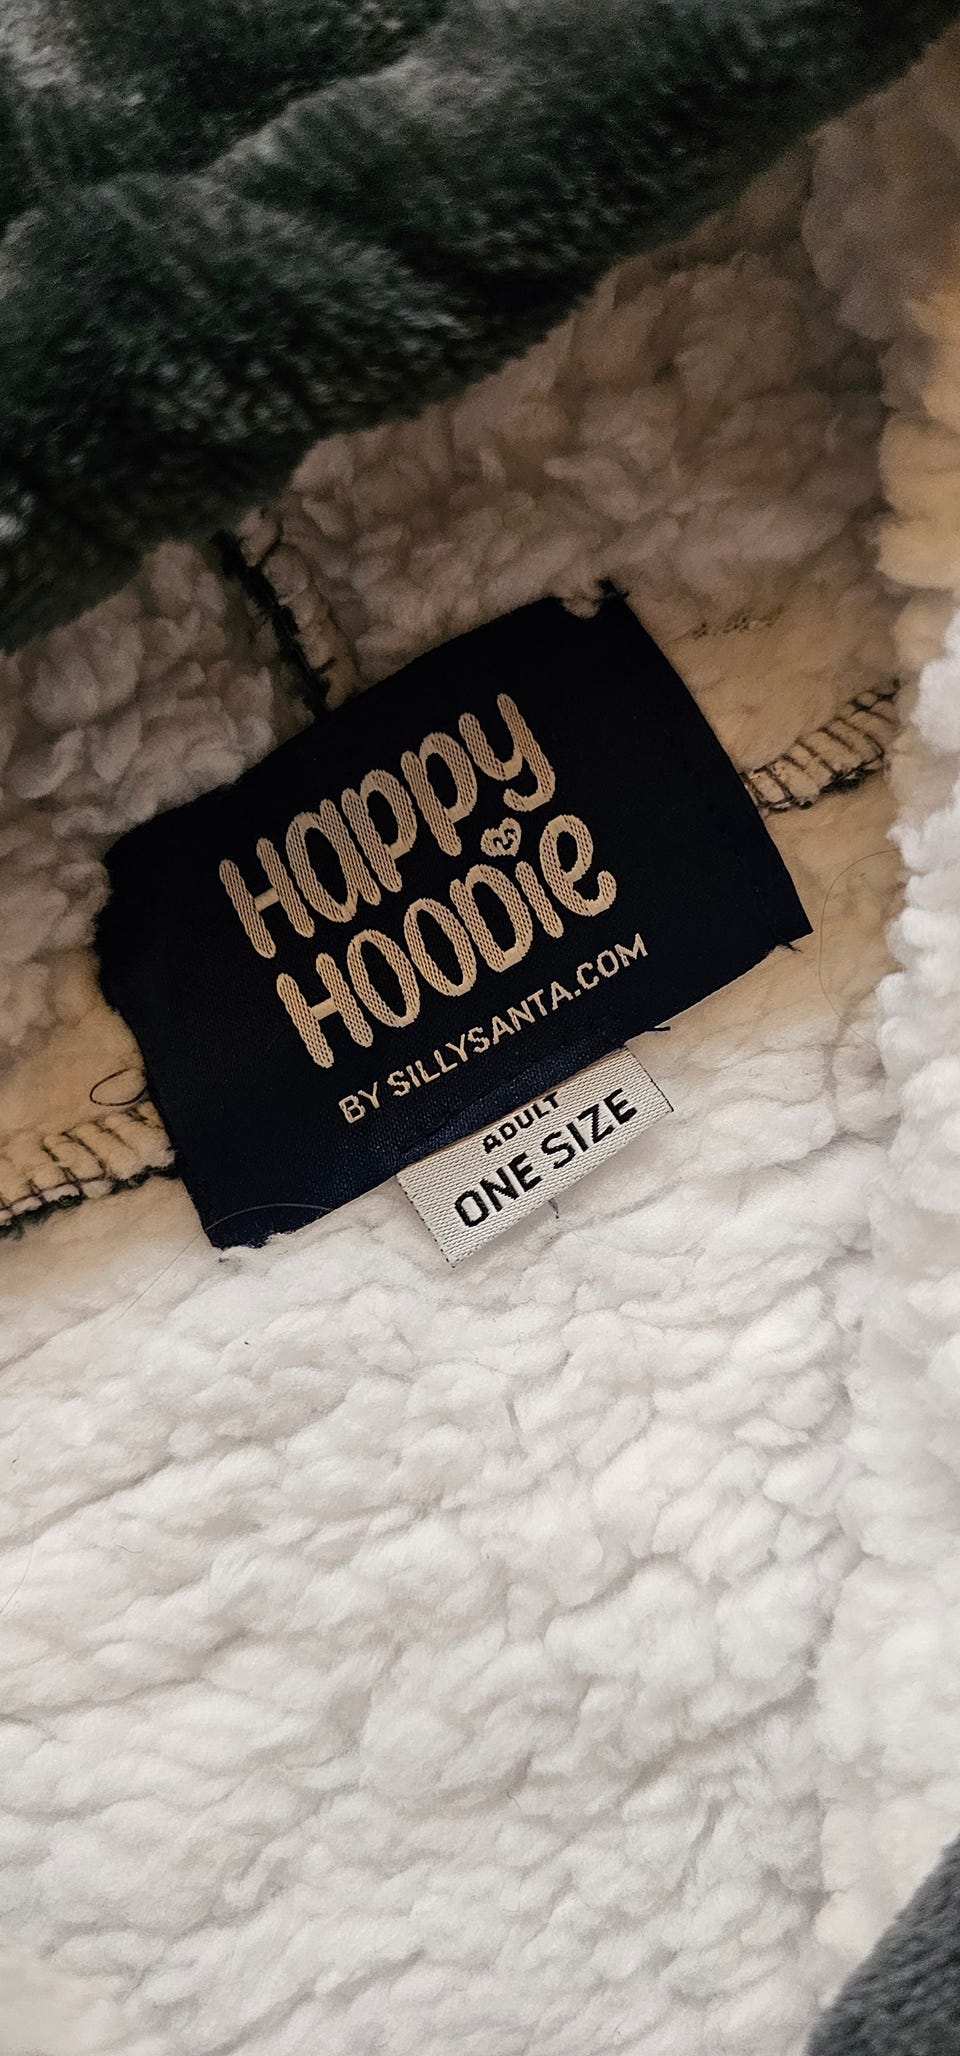 Happy
HOODie
BY SILLYSANTA.COM
ADULT
ONE SIZE